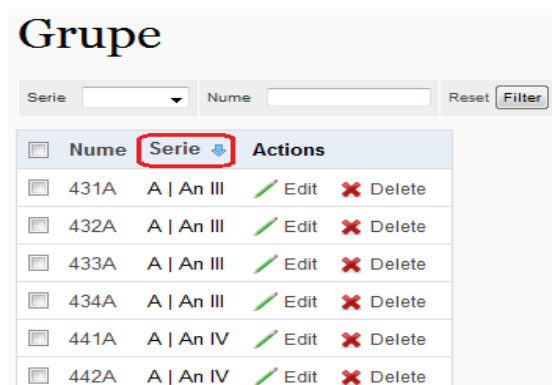 Grupe
Serie Nume Reset Filter
Nume Serie Actions
431A A | An III Edit Delete
432A A | An III Edit Delete
433A A | An III Edit Delete
434A A | An III Edit Delete
441A A | An IV Edit Delete
442A A | An IV Edit Delete